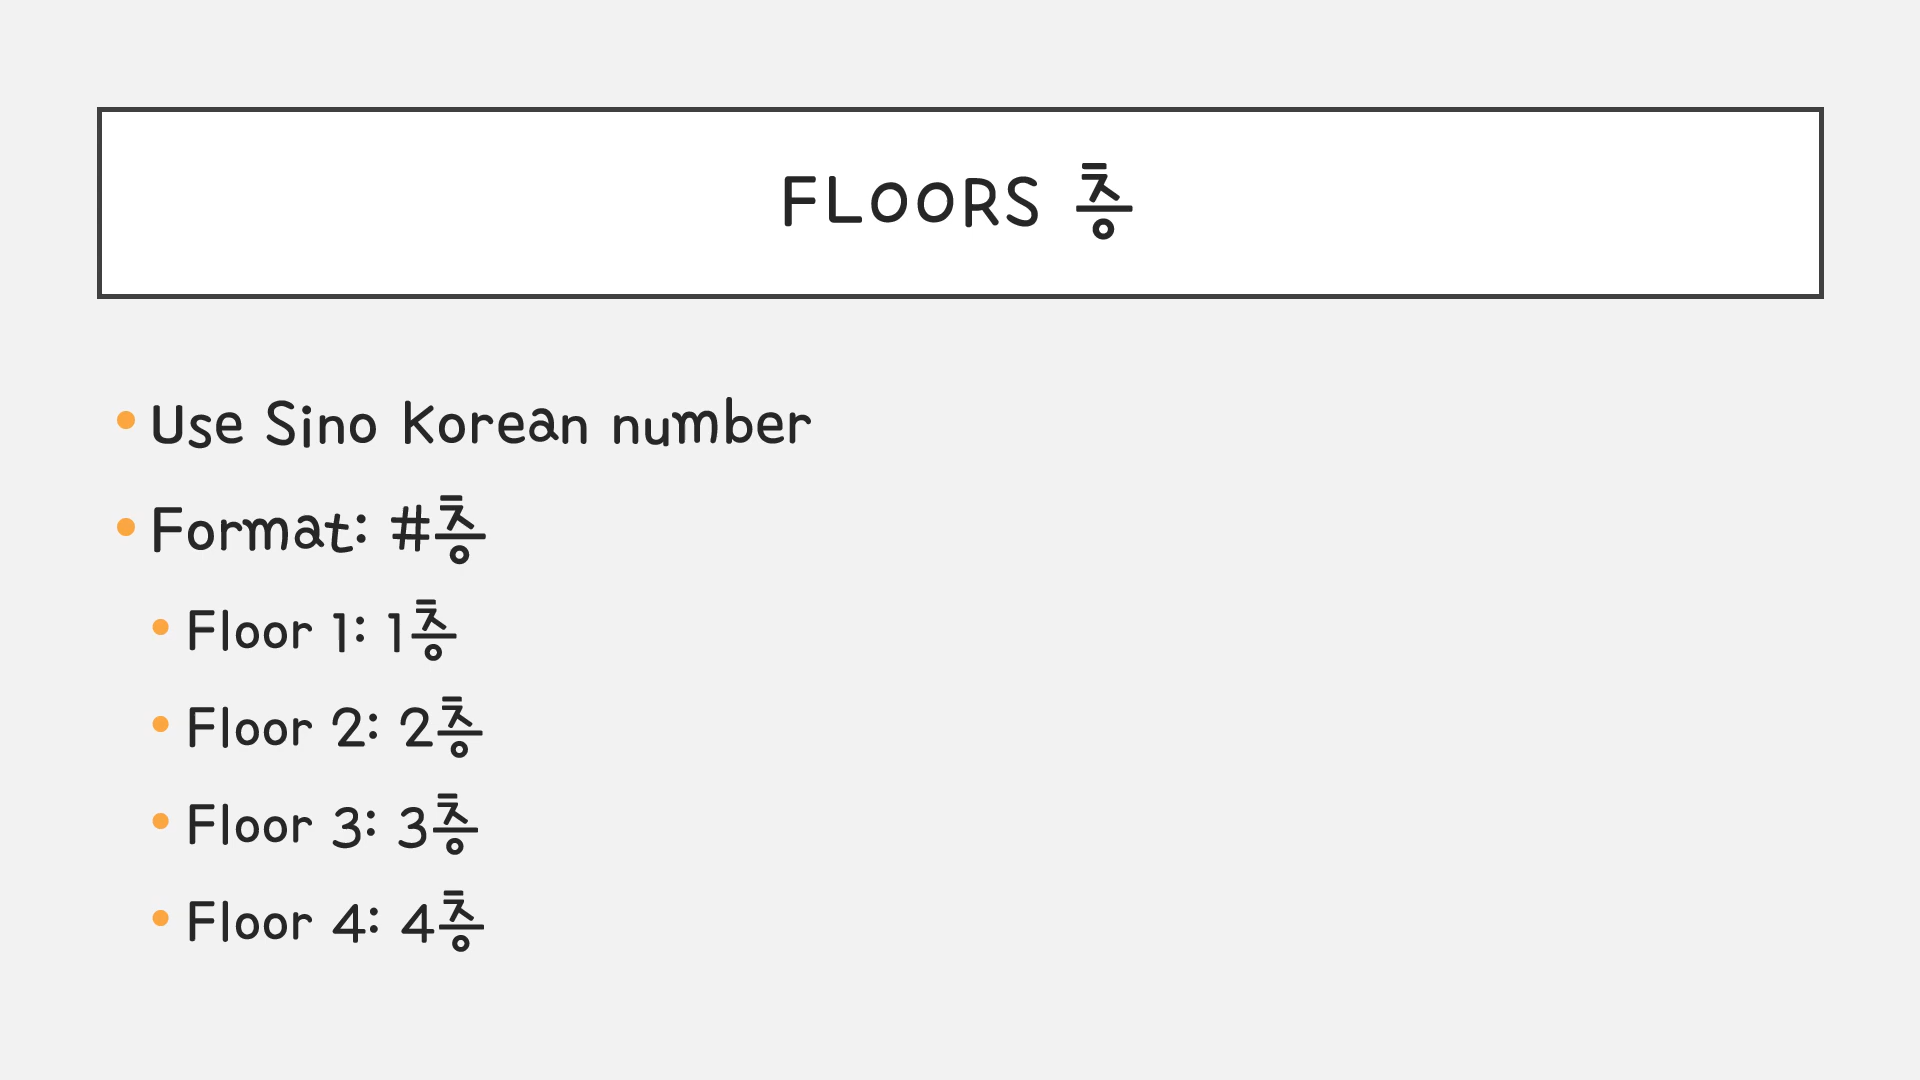 FLOORS 층
• Use Sino Korean number
• Format: #층
• Floor 1: 1층
• Floor 2: 2층
• Floor 3: 3층
• Floor 4: 4층